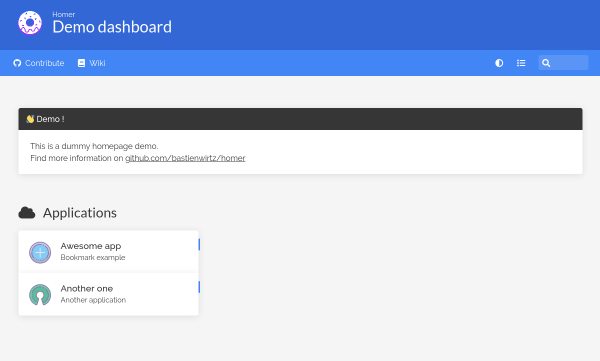 Homer
Demo dashboard
Contribute Wiki
👋 Demo !
This is a dummy homepage demo.
Find more information on github.com/bastienwirtz/homer
Applications
Awesome app
Bookmark example
Another one
Another application